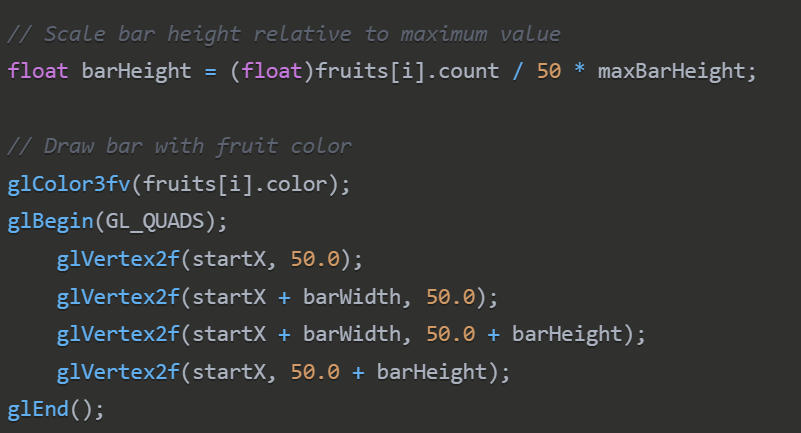 // Scale bar height relative to maximum value
float barHeight = (float)fruits[i].count / 50 * maxBarHeight;
// Draw bar with fruit color
glColor3fv(fruits[i].color);
glBegin(GL_QUADS);
glVertex2f(startX, 50.0);
glVertex2f(startX + barWidth, 50.0);
glVertex2f(startX + barWidth, 50.0 + barHeight);
glVertex2f(startX, 50.0 + barHeight);
glEnd();